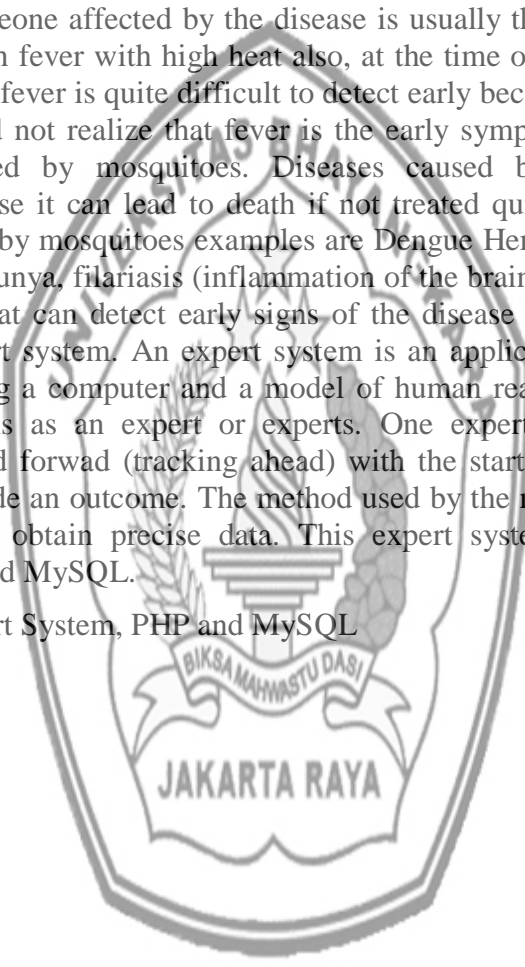 eone affected by the disease is usually th
n fever with high heat also, at the time o
fever is quite difficult to detect early bec
d not realize that fever is the early symp
ed by mosquitoes. Diseases caused b
se it can lead to death if not treated qu
by mosquitoes examples are Dengue Her
unya, filariasis (inflammation of the brain
at can detect early signs of the disease
rt system. An expert system is an applic
g a computer and a model of human rea
is as an expert or experts. One expert
d forwad (tracking ahead) with the start
de an outcome. The method used by the r
obtain precise data. This expert syste
d MySQL.
rt System, PHP and MySQL
UNIVERSITAS BHAYANGKARA
BIKSA MAHWASTU DASI
JAKARTA RAYA